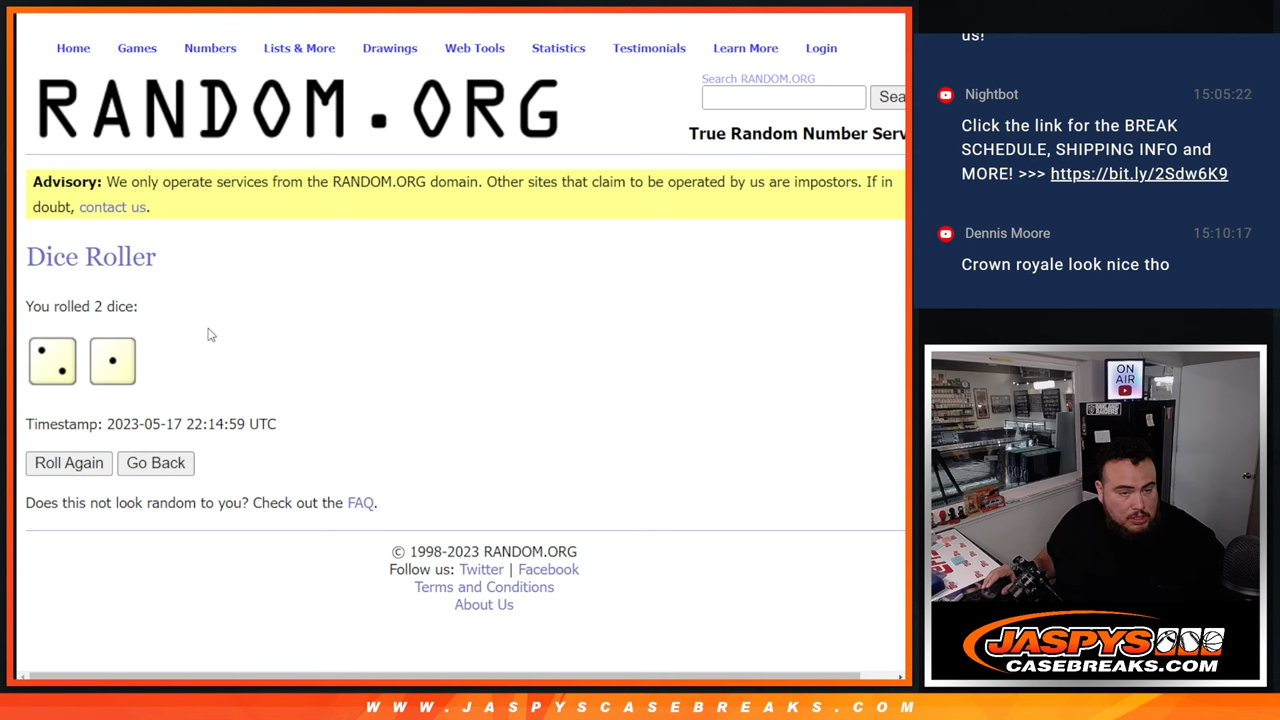 Home Games Numbers Lists & More Drawings Web Tools Statistics Testimonials Learn More Login
RANDOM.ORG
Search RANDOM.ORG
Sea
True Random Number Serv
Advisory: We only operate services from the RANDOM.ORG domain. Other sites that claim to be operated by us are impostors. If in
doubt, contact us.
Dice Roller
You rolled 2 dice:
Timestamp: 2023-05-17 22:14:59 UTC
Roll Again Go Back
Does this not look random to you? Check out the FAQ.
© 1998-2023 RANDOM.ORG
Follow us: Twitter | Facebook
Terms and Conditions
About Us
us!
Nightbot 15:05:22
Click the link for the BREAK
SCHEDULE, SHIPPING INFO and
MORE! >>> https://bit.ly/2Sdw6K9
Dennis Moore 15:10:17
Crown royale look nice tho
ON
AIR
JASPYS
CASEBREAKS.COM
WWW.JASPYSCASEBREAKS.COM